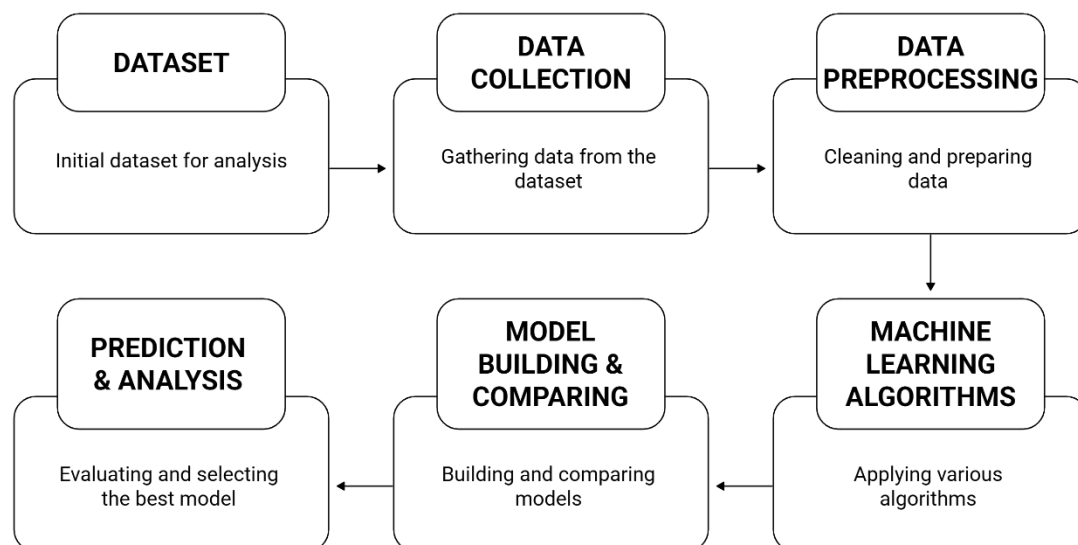 DATASET
Initial dataset for analysis
DATA
COLLECTION
Gathering data from the
dataset
DATA
PREPROCESSING
Cleaning and preparing
data
MACHINE
LEARNING
ALGORITHMS
Applying various
algorithms
MODEL
BUILDING &
COMPARING
Building and comparing
models
PREDICTION
& ANALYSIS
Evaluating and selecting
the best model